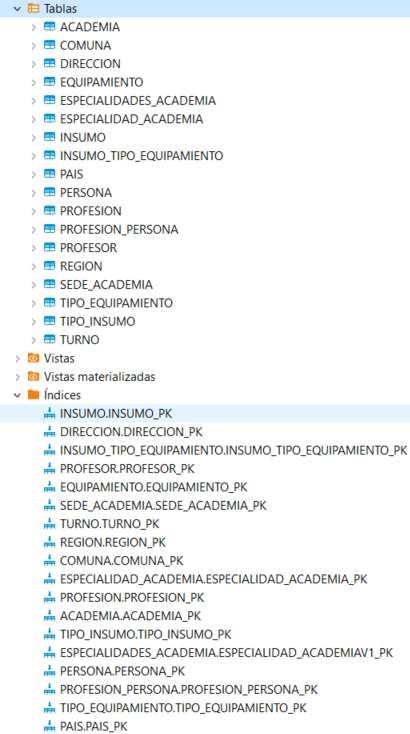 Tablas
ACADEMIA
COMUNA
DIRECCION
EQUIPAMIENTO
ESPECIALIDADES_ACADEMIA
ESPECIALIDAD_ACADEMIA
INSUMO
INSUMO_TIPO_EQUIPAMIENTO
PAIS
PERSONA
PROFESION
PROFESION_PERSONA
PROFESOR
REGION
SEDE_ACADEMIA
TIPO_EQUIPAMIENTO
TIPO_INSUMO
TURNO
Vistas
Vistas materializadas
Índices
INSUMO.INSUMO_PK
DIRECCION.DIRECCION_PK
INSUMO_TIPO_EQUIPAMIENTO.INSUMO_TIPO_EQUIPAMIENTO_PK
PROFESOR.PROFESOR_PK
EQUIPAMIENTO.EQUIPAMIENTO_PK
SEDE_ACADEMIA.SEDE_ACADEMIA_PK
TURNO.TURNO_PK
REGION.REGION_PK
COMUNA.COMUNA_PK
ESPECIALIDAD_ACADEMIA.ESPECIALIDAD_ACADEMIA_PK
PROFESION.PROFESION_PK
ACADEMIA.ACADEMIA_PK
TIPO_INSUMO.TIPO_INSUMO_PK
ESPECIALIDADES_ACADEMIA.ESPECIALIDAD_ACADEMIAV1_PK
PERSONA.PERSONA_PK
PROFESION_PERSONA.PROFESION_PERSONA_PK
TIPO_EQUIPAMIENTO.TIPO_EQUIPAMIENTO_PK
PAIS.PAIS_PK